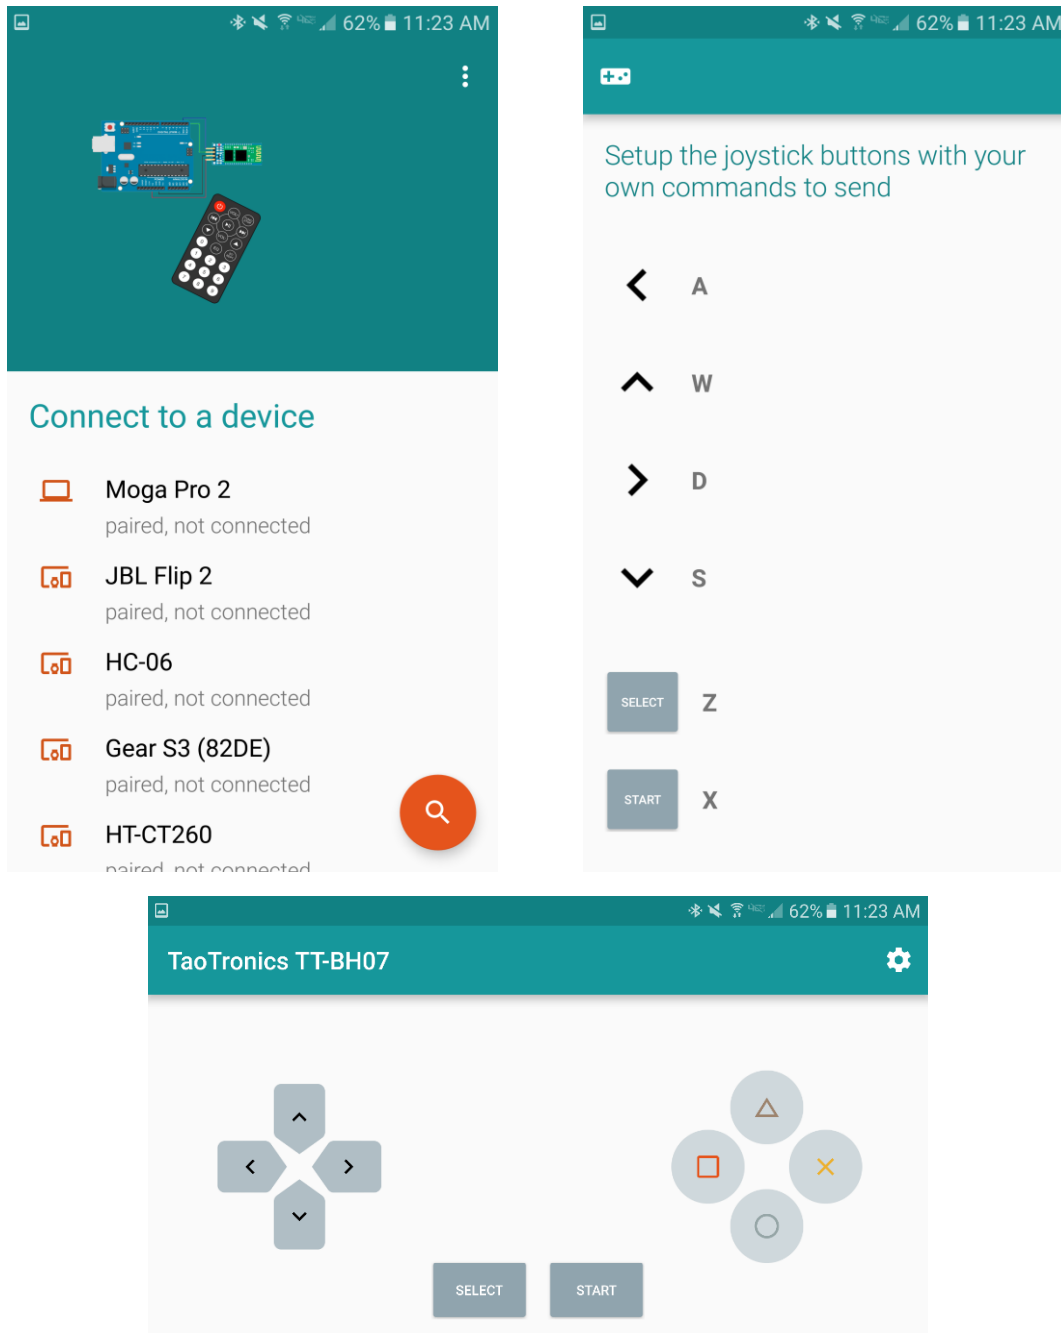 62% 11:23 AM
Connect to a device
Moga Pro 2
paired, not connected
JBL Flip 2
paired, not connected
HC-06
paired, not connected
Gear S3 (82DE)
paired, not connected
HT-CT260
paired, not connected
62% 11:23 AM
Setup the joystick buttons with your
own commands to send
A
W
D
S
SELECT Z
START X
62% 11:23 AM
TaoTronics TT-BH07
SELECT START